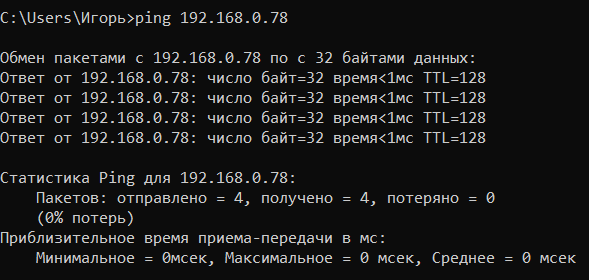 C:\Users\Игорь>ping 192.168.0.78
Обмен пакетами с 192.168.0.78 по с 32 байтами данных:
Ответ от 192.168.0.78: число байт=32 время<1мс TTL=128
Ответ от 192.168.0.78: число байт=32 время<1мс TTL=128
Ответ от 192.168.0.78: число байт=32 время<1мс TTL=128
Ответ от 192.168.0.78: число байт=32 время<1мс TTL=128
Статистика Ping для 192.168.0.78:
Пакетов: отправлено = 4, получено = 4, потеряно = 0
(0% потерь)
Приблизительное время приема-передачи в мс:
Минимальное = 0мсек, Максимальное = 0 мсек, Среднее = 0 мсек